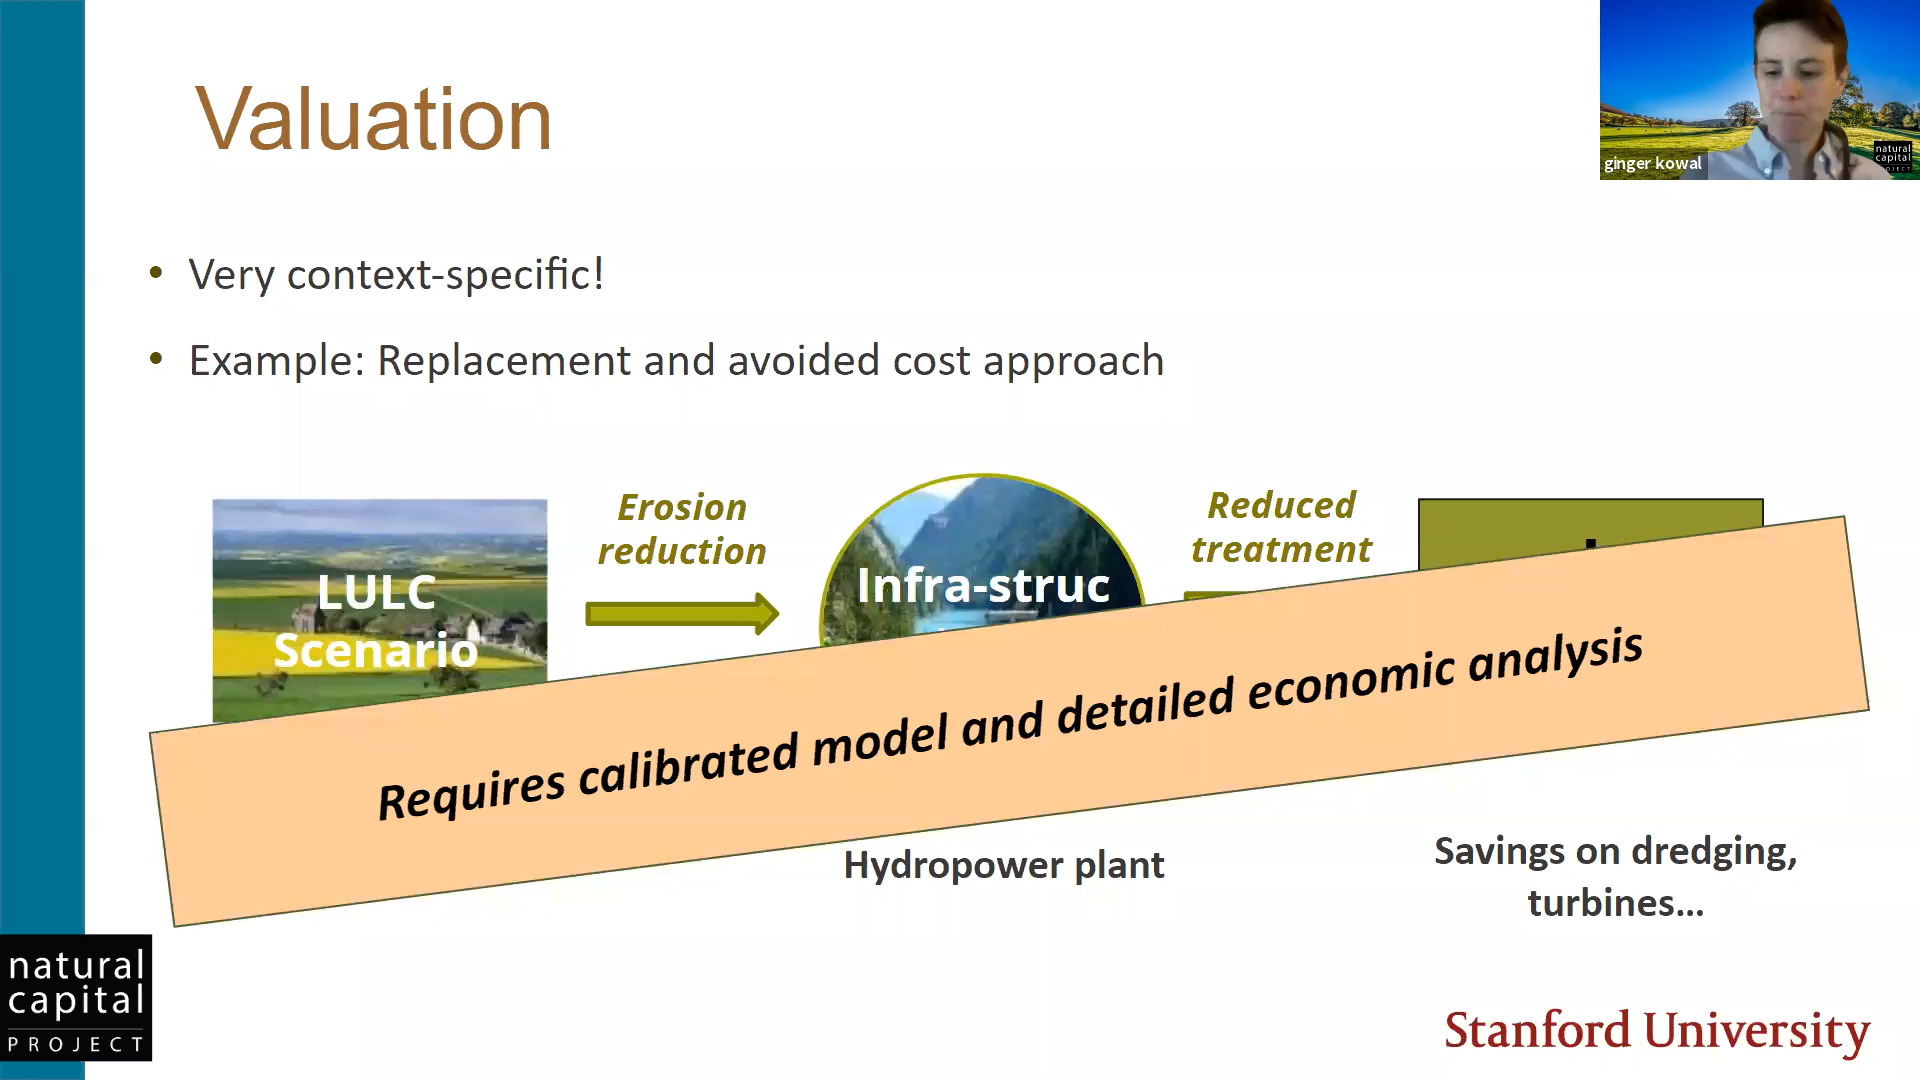 Valuation
natural
capital
PROJECT
ginger kowal
• Very context-specific!
• Example: Replacement and avoided cost approach
LULC
Scenario
Erosion
reduction
Infra-struc
Reduced
treatment
Requires calibrated model and detailed economic analysis
Hydropower plant
Savings on dredging,
turbines...
natural
capital
PROJECT
Stanford University